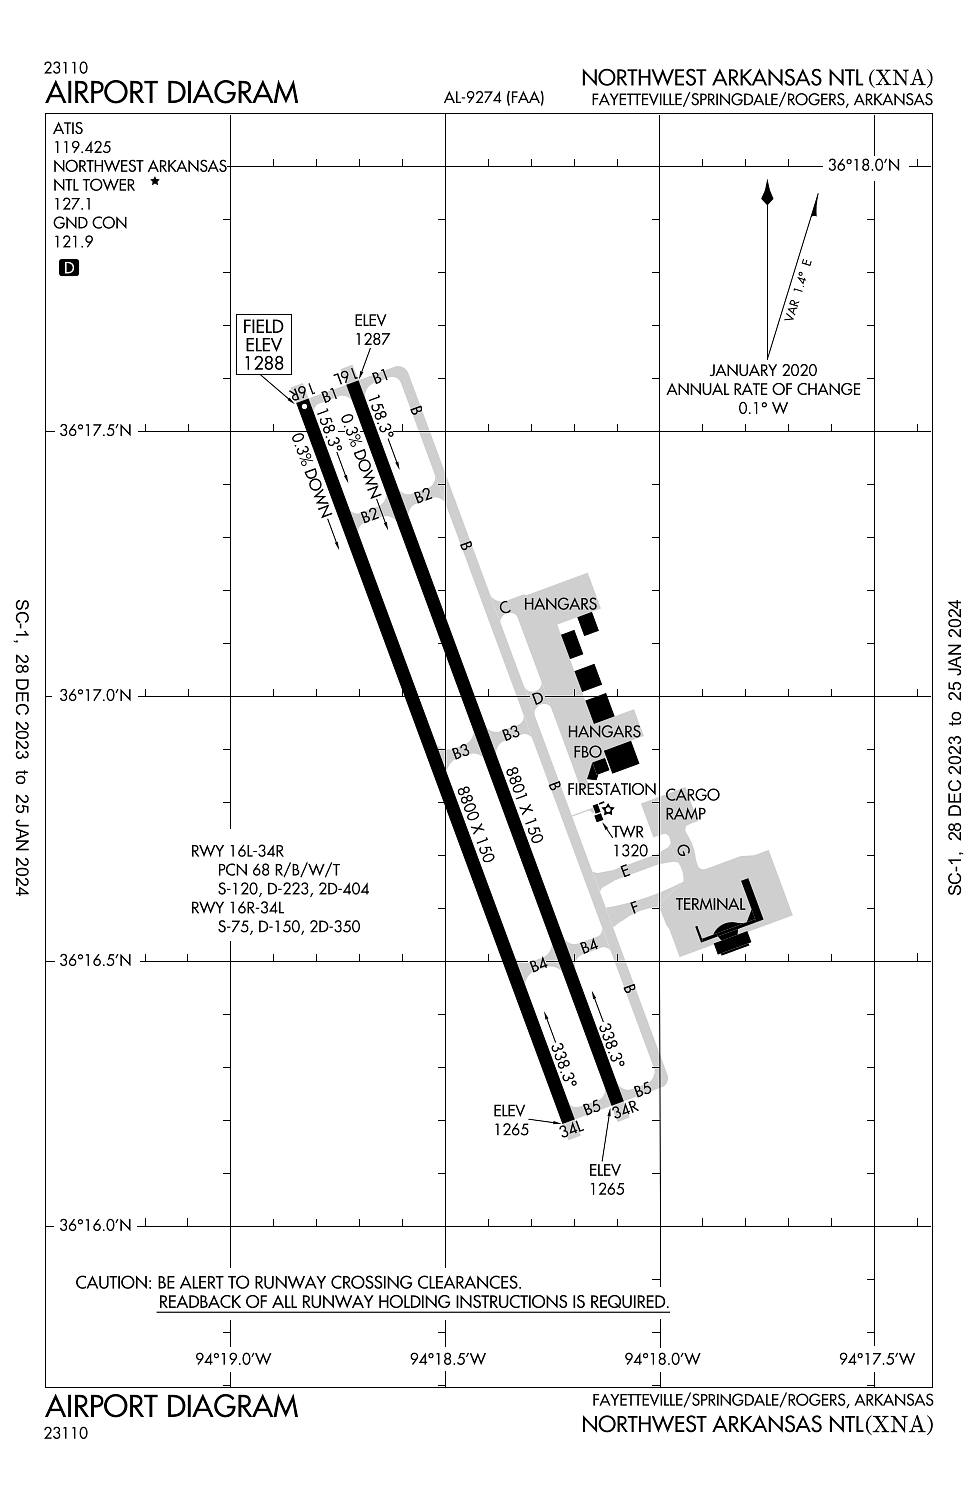 23110
AIRPORT DIAGRAM
AL-9274 (FAA)
NORTHWEST ARKANSAS NTL (XNA)
FAYETTEVILLE/SPRINGDALE/ROGERS, ARKANSAS
ATIS
119.425
NORTHWEST ARKANSAS
NTL TOWER ★
127.1
GND CON
121.9
D
36°18.0'N
VAR 1.4° E
JANUARY 2020
ANNUAL RATE OF CHANGE
0.1° W
FIELD
ELEV
1288
ELEV
1287
16R
B1
16L
B1
B
158.3°
0.3% DOWN
158.3°
0.3% DOWN
36°17.5'N
B2
B2
B
C
HANGARS
36°17.0'N
D
B3
B3
HANGARS
FBO
B
FIRESTATION
CARGO
RAMP
TWR
1320
8800 X 150
8801 X 150
G
E
F
TERMINAL
RWY 16L-34R
PCN 68 R/B/W/T
S-120, D-223, 2D-404
RWY 16R-34L
S-75, D-150, 2D-350
B4
B4
36°16.5'N
B
338.3°
338.3°
B5
B5
34L
34R
ELEV
1265
ELEV
1265
36°16.0'N
CAUTION: BE ALERT TO RUNWAY CROSSING CLEARANCES.
READBACK OF ALL RUNWAY HOLDING INSTRUCTIONS IS REQUIRED.
94°19.0'W
94°18.5'W
94°18.0'W
94°17.5'W
SC-1, 28 DEC 2023 to 25 JAN 2024
SC-1, 28 DEC 2023 to 25 JAN 2024
AIRPORT DIAGRAM
23110
FAYETTEVILLE/SPRINGDALE/ROGERS, ARKANSAS
NORTHWEST ARKANSAS NTL(XNA)